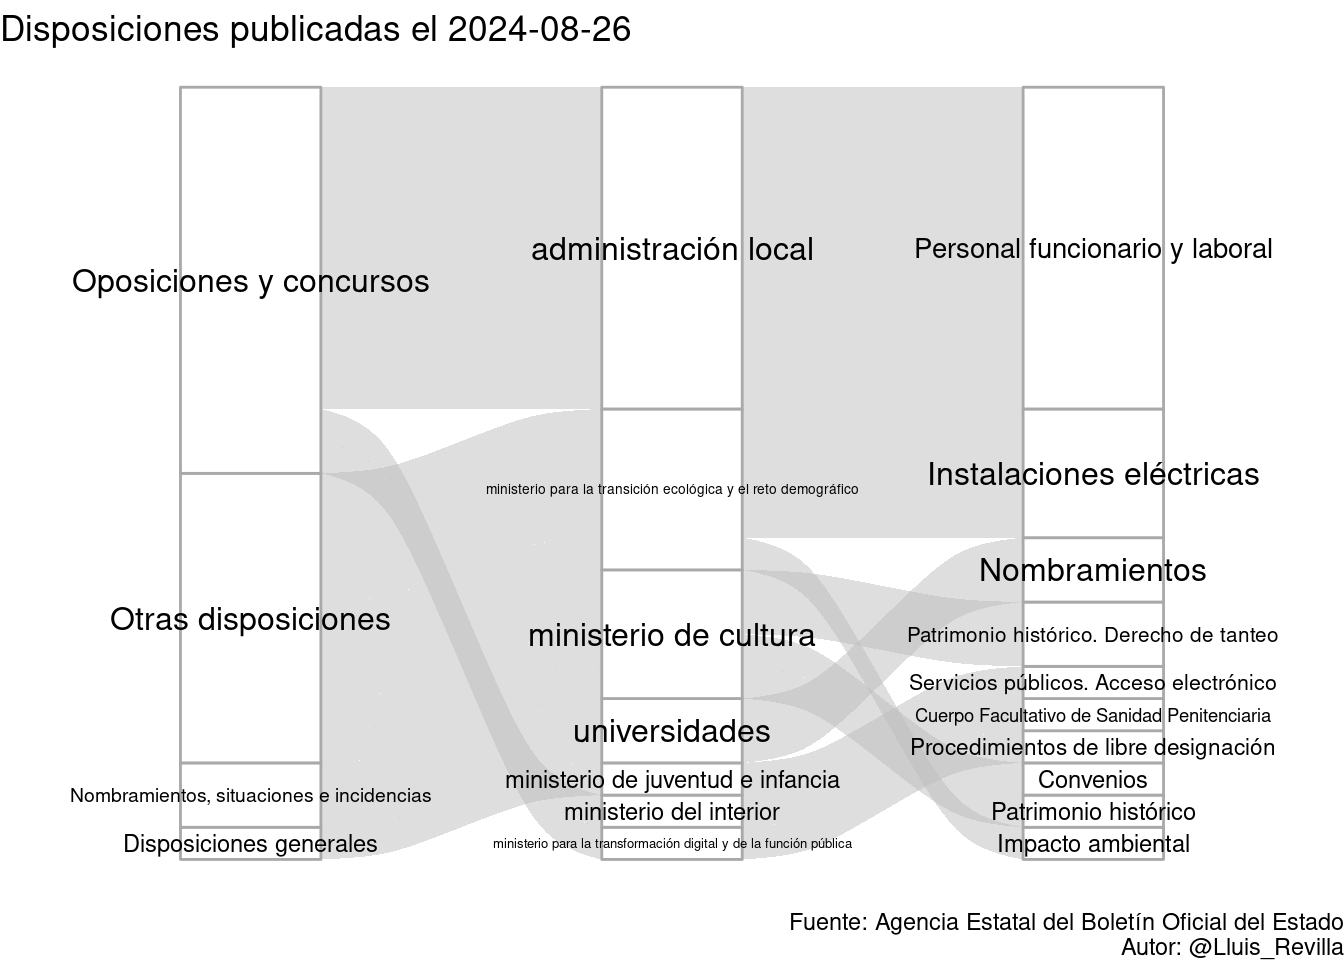 Disposiciones publicadas el 2024-08-26
Oposiciones y concursos
Otras disposiciones
Nombramientos, situaciones e incidencias
Disposiciones generales
administración local
ministerio para la transición ecológica y el reto demográfico
ministerio de cultura
universidades
ministerio de juventud e infancia
ministerio del interior
ministerio para la transformación digital y de la función pública
Personal funcionario y laboral
Instalaciones eléctricas
Nombramientos
Patrimonio histórico. Derecho de tanteo
Servicios públicos. Acceso electrónico
Cuerpo Facultativo de Sanidad Penitenciaria
Procedimientos de libre designación
Convenios
Patrimonio histórico
Impacto ambiental
Fuente: Agencia Estatal del Boletín Oficial del Estado
Autor: @Lluis_Revilla